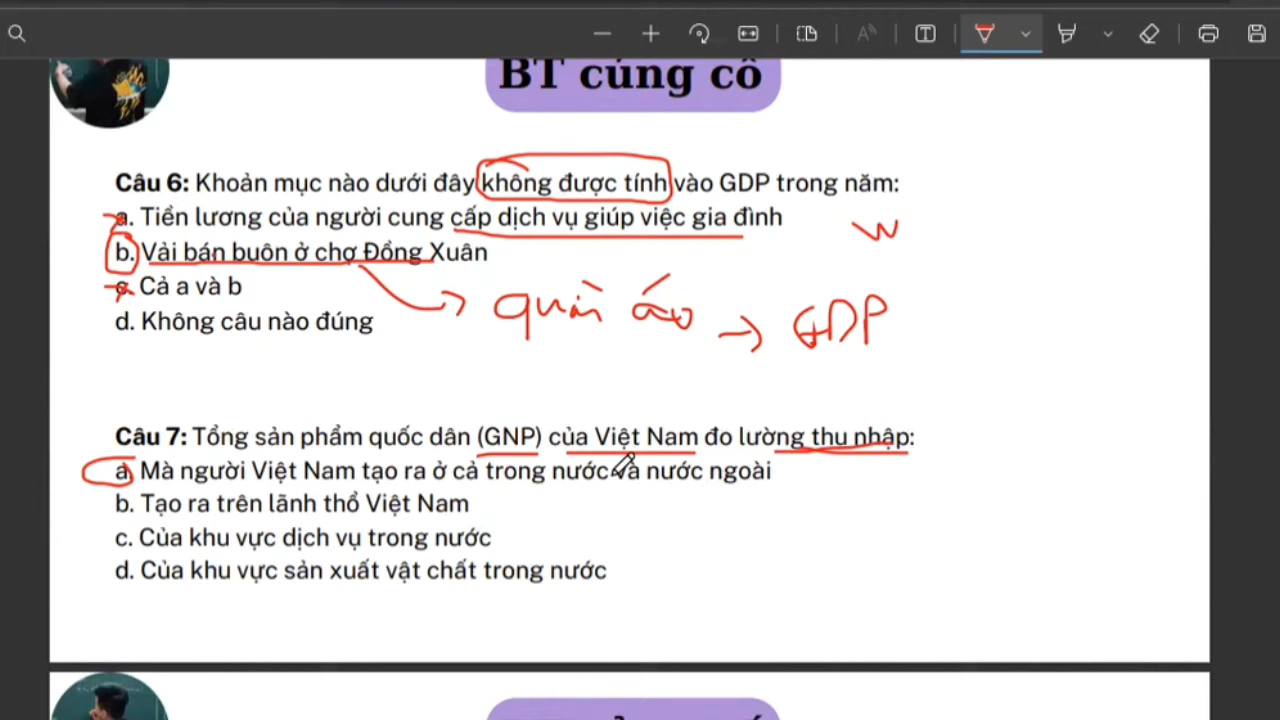 BT củng cố
Câu 6: Khoản mục nào dưới đây không được tính vào GDP trong năm:
a. Tiền lương của người cung cấp dịch vụ giúp việc gia đình
W
b. Vải bán buôn ở chợ Đồng Xuân
c. Cả a và b
quần áo → GDP
d. Không câu nào đúng
Câu 7: Tổng sản phẩm quốc dân (GNP) của Việt Nam đo lường thu nhập:
a. Mà người Việt Nam tạo ra ở cả trong nước và nước ngoài
b. Tạo ra trên lãnh thổ Việt Nam
c. Của khu vực dịch vụ trong nước
d. Của khu vực sản xuất vật chất trong nước